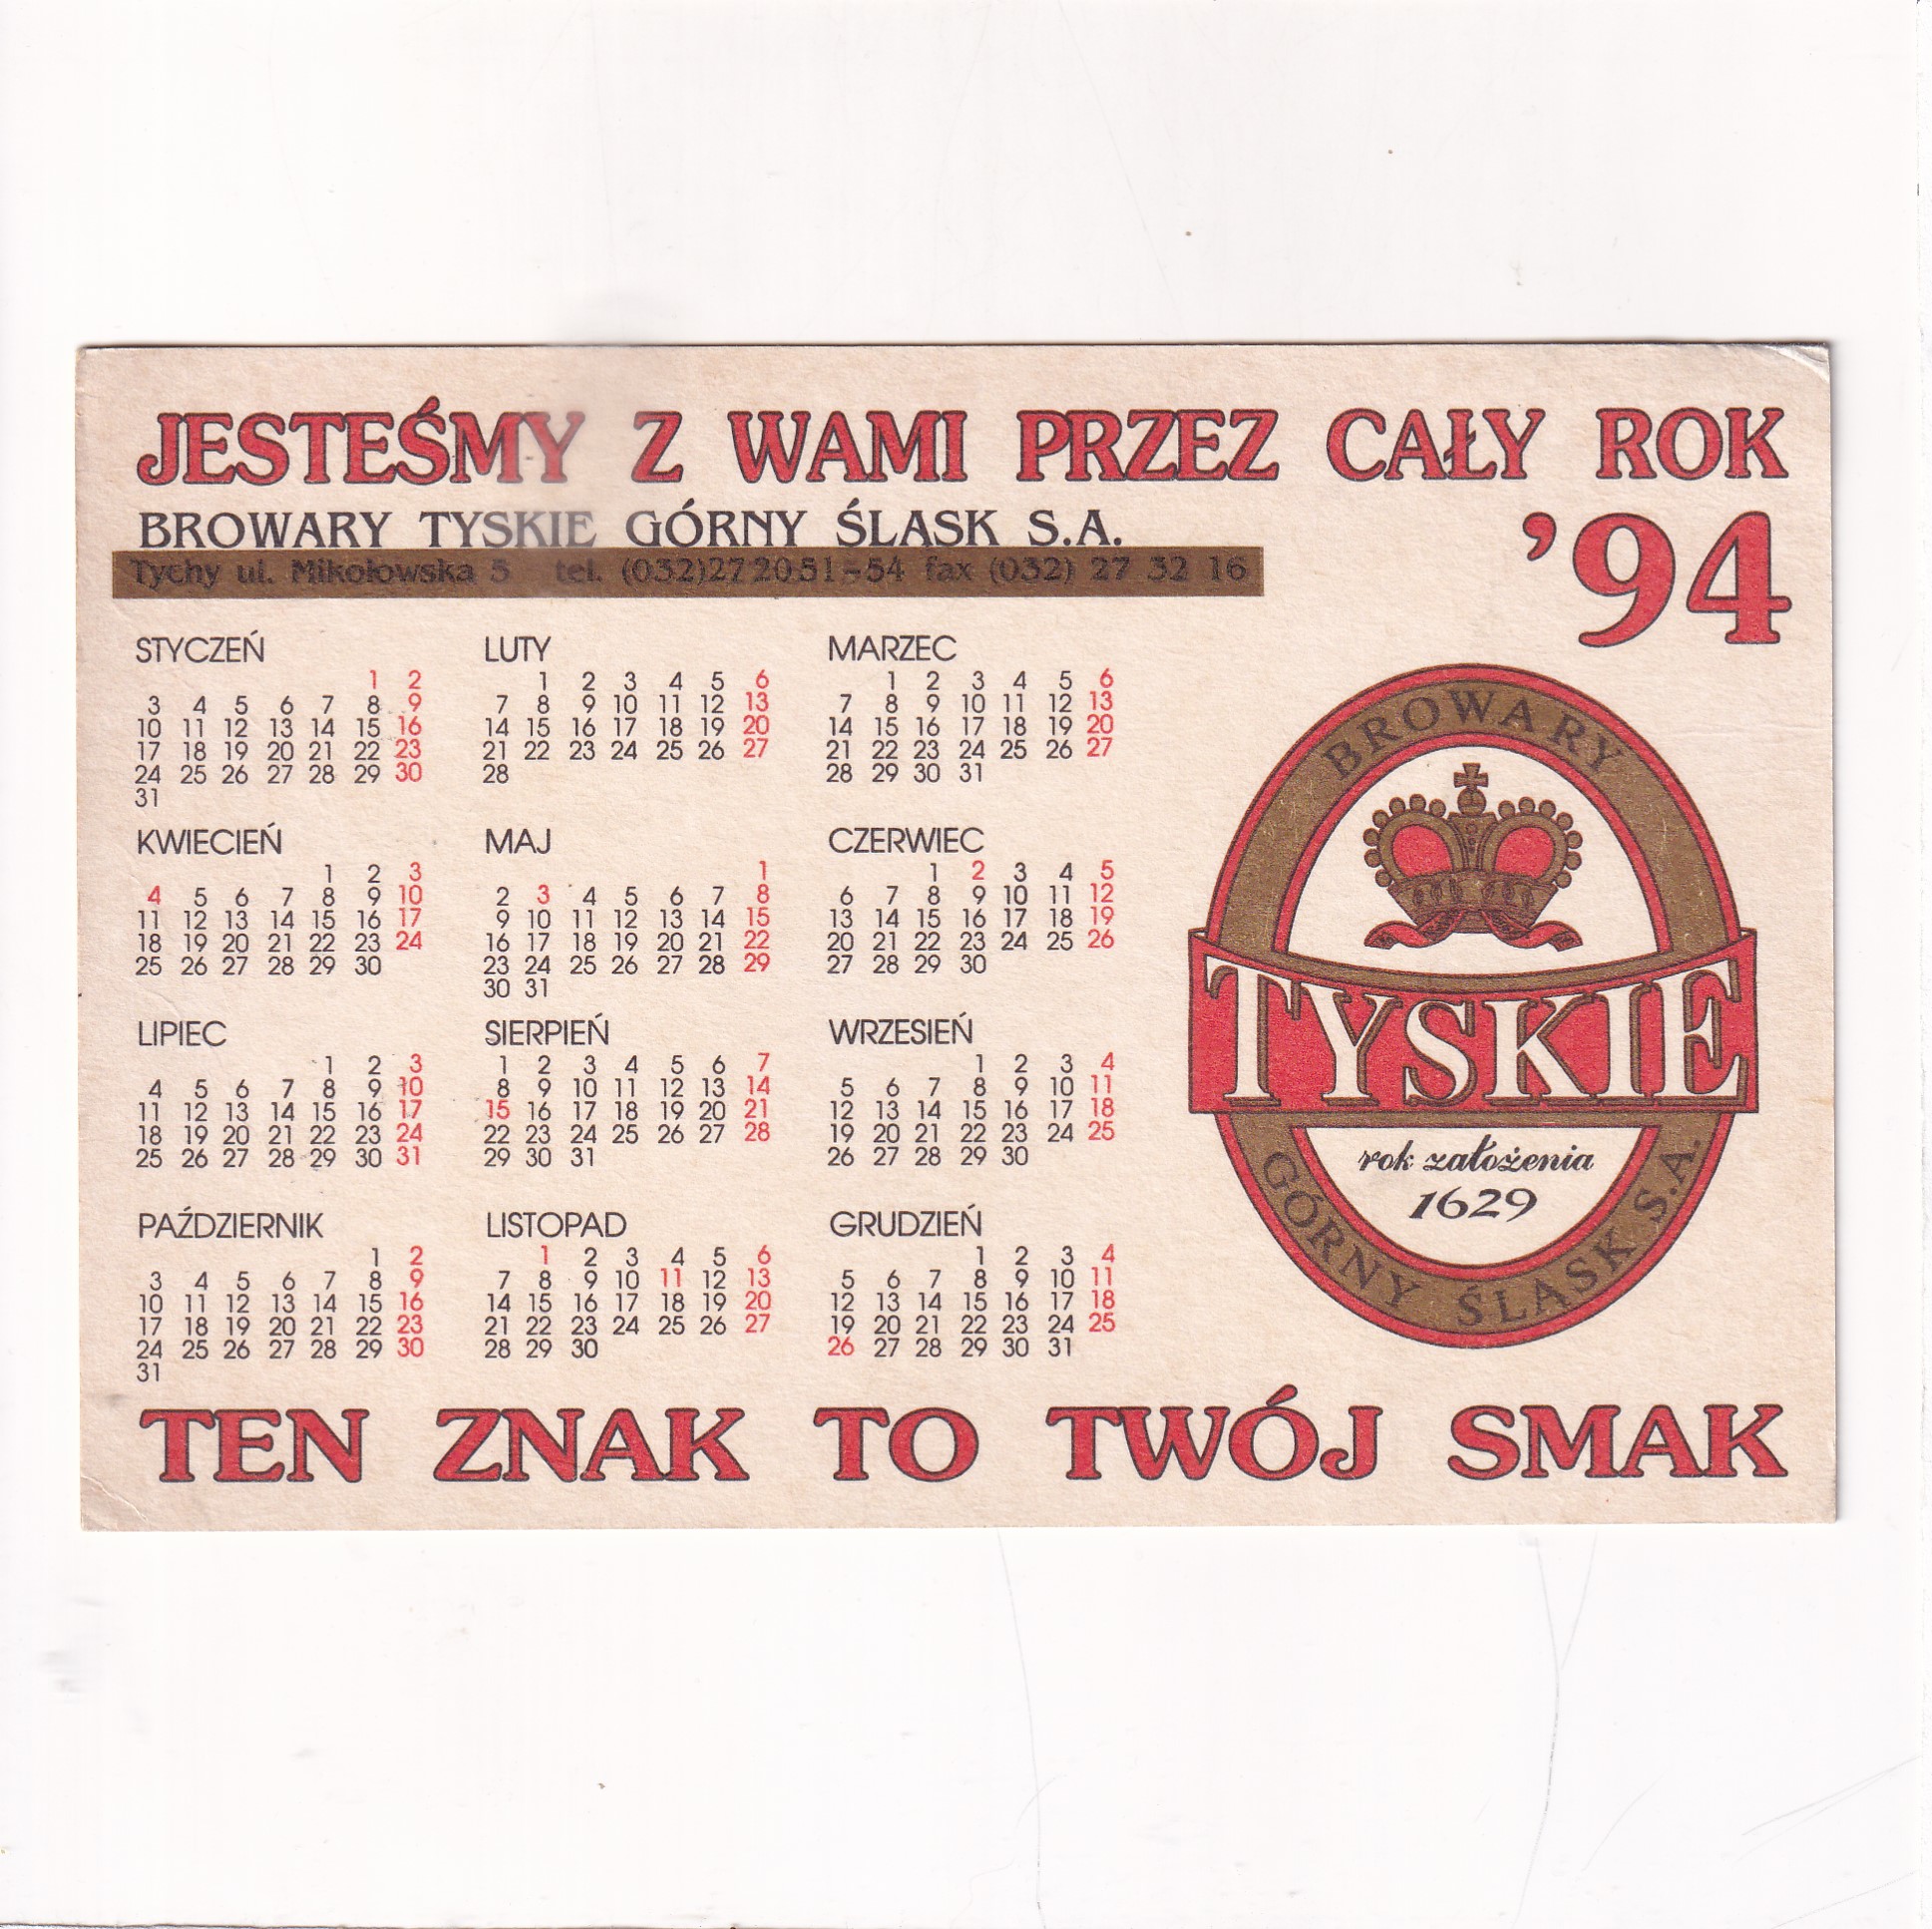 JESTEŚMY Z WAMI PRZEZ CAŁY ROK
BROWARY TYSKIE GÓRNY ŚLASK S.A.
'94
Tychy ul. Mikołowska 5 tel. (032)27 20 51-54 fax (032) 27 32 16
STYCZEŃ
1 2
3 4 5 6 7 8 9
10 11 12 13 14 15 16
17 18 19 20 21 22 23
24 25 26 27 28 29 30
31
LUTY
1 2 3 4 5 6
7 8 9 10 11 12 13
14 15 16 17 18 19 20
21 22 23 24 25 26 27
28
MARZEC
1 2 3 4 5 6
7 8 9 10 11 12 13
14 15 16 17 18 19 20
21 22 23 24 25 26 27
28 29 30 31
KWIECIEŃ
1 2 3
4 5 6 7 8 9 10
11 12 13 14 15 16 17
18 19 20 21 22 23 24
25 26 27 28 29 30
MAJ
1
2 3 4 5 6 7 8
9 10 11 12 13 14 15
16 17 18 19 20 21 22
23 24 25 26 27 28 29
30 31
CZERWIEC
1 2 3 4 5
6 7 8 9 10 11 12
13 14 15 16 17 18 19
20 21 22 23 24 25 26
27 28 29 30
LIPIEC
1 2 3
4 5 6 7 8 9 10
11 12 13 14 15 16 17
18 19 20 21 22 23 24
25 26 27 28 29 30 31
SIERPIEŃ
1 2 3 4 5 6 7
8 9 10 11 12 13 14
15 16 17 18 19 20 21
22 23 24 25 26 27 28
29 30 31
WRZESIEŃ
1 2 3 4
5 6 7 8 9 10 11
12 13 14 15 16 17 18
19 20 21 22 23 24 25
26 27 28 29 30
PAŹDZIERNIK
1 2
3 4 5 6 7 8 9
10 11 12 13 14 15 16
17 18 19 20 21 22 23
24 25 26 27 28 29 30
31
LISTOPAD
1 2 3 4 5 6
7 8 9 10 11 12 13
14 15 16 17 18 19 20
21 22 23 24 25 26 27
28 29 30
GRUDZIEŃ
1 2 3 4
5 6 7 8 9 10 11
12 13 14 15 16 17 18
19 20 21 22 23 24 25
26 27 28 29 30 31
BROWARY
TYSKIE
rok założenia
1629
GÓRNY ŚLASK S.A.
TEN ZNAK TO TWÓJ SMAK